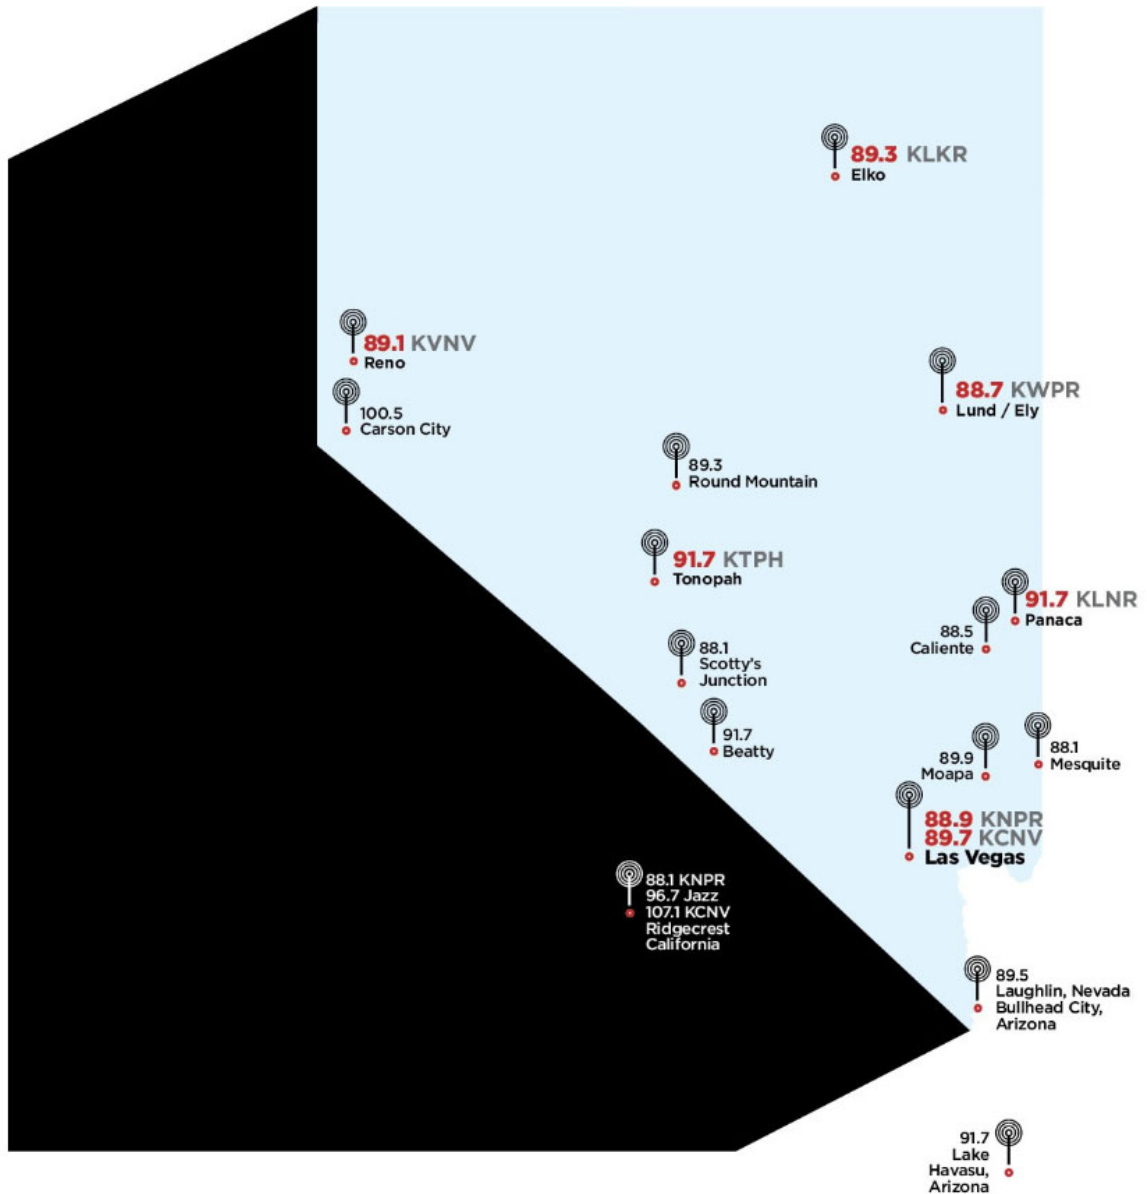 89.3 KLKR
Elko
89.1 KVNV
Reno
100.5
Carson City
88.7 KWPR
Lund / Ely
89.3
Round Mountain
91.7 KTPH
Tonopah
91.7 KLNR
Panaca
88.5
Caliente
88.1
Scotty's
Junction
91.7
Beatty
89.9
Moapa
88.1
Mesquite
88.9 KNPR
89.7 KCNV
Las Vegas
88.1 KNPR
96.7 Jazz
107.1 KCNV
Ridgecrest
California
89.5
Laughlin, Nevada
Bullhead City,
Arizona
91.7
Lake
Havasu,
Arizona